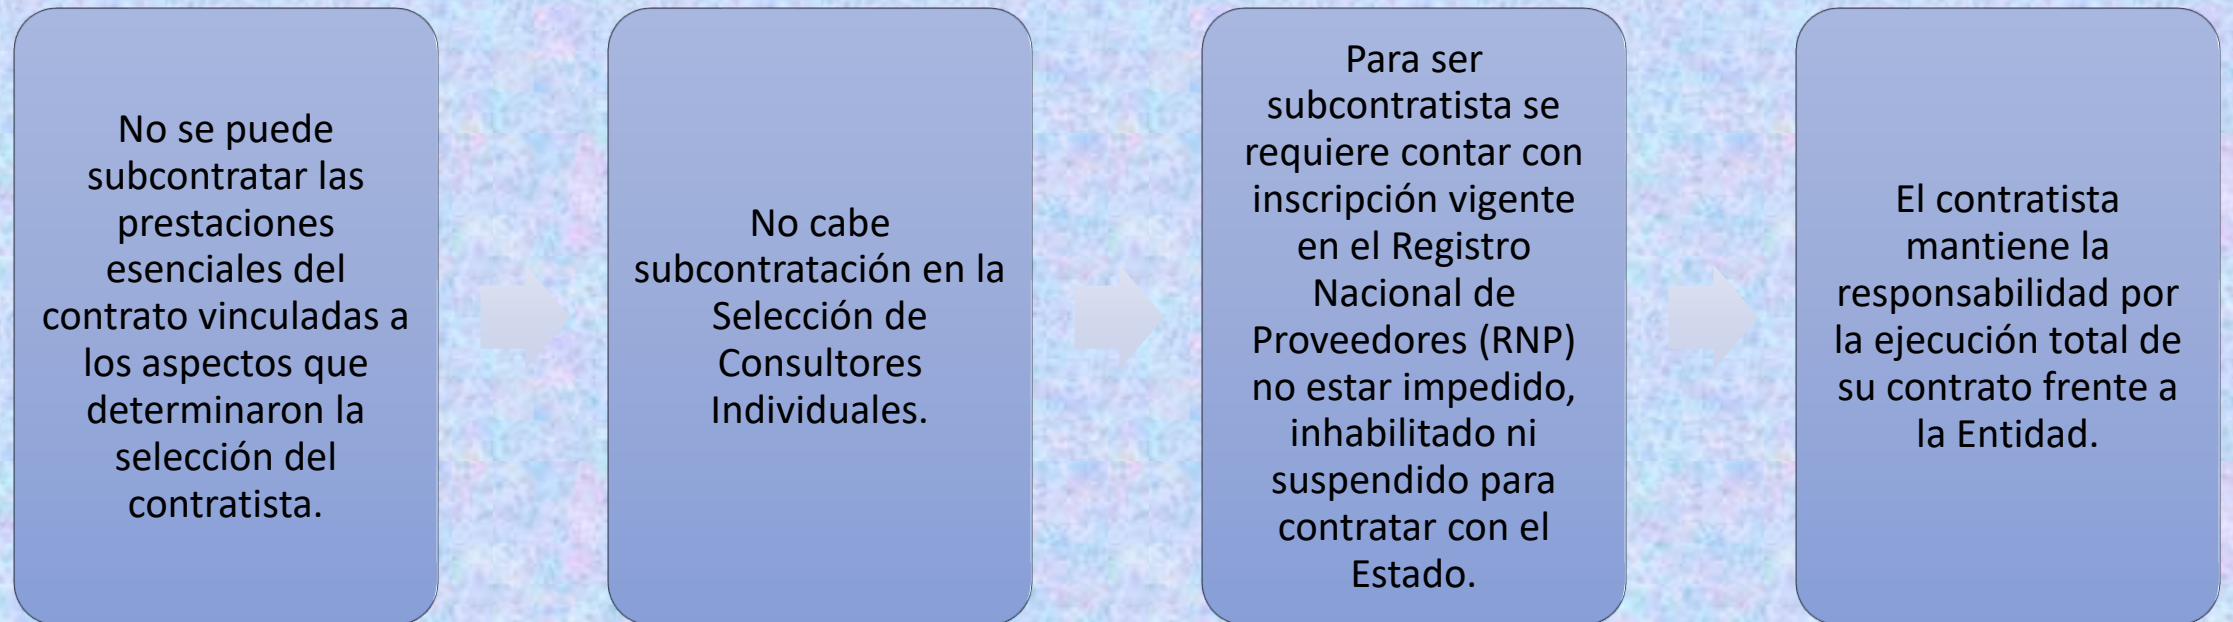 No se puede
subcontratar las
prestaciones
esenciales del
contrato vinculadas a
los aspectos que
determinaron la
selección del
contratista.
No cabe
subcontratación en la
Selección de
Consultores
Individuales.
Para ser
subcontratista se
requiere contar con
inscripción vigente
en el Registro
Nacional de
Proveedores (RNP)
no estar impedido,
inhabilitado ni
suspendido para
contratar con el
Estado.
El contratista
mantiene la
responsabilidad por
la ejecución total de
su contrato frente a
la Entidad.